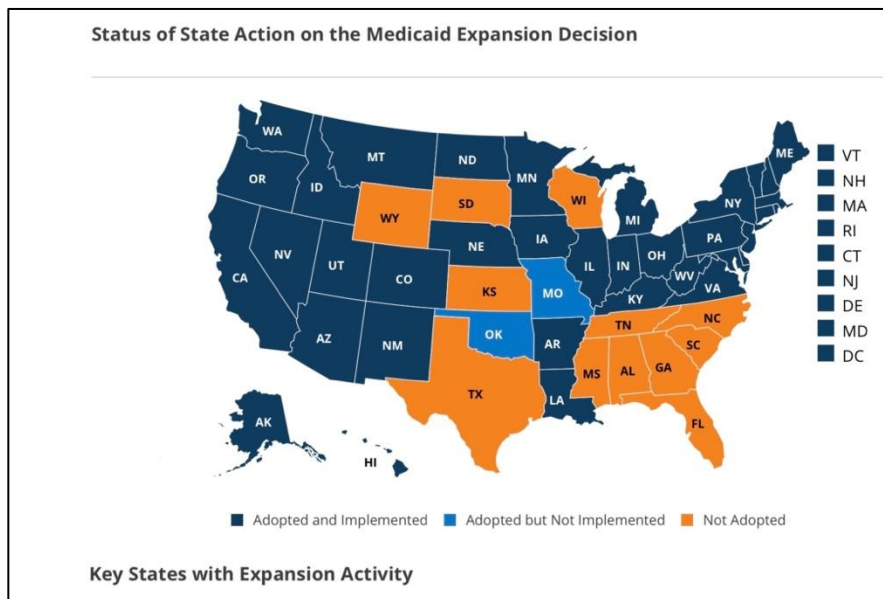 Status of State Action on the Medicaid Expansion Decision
WA
MT
ND
MN
ME
VT
OR
ID
WY
SD
WI
MI
NY
NH
MA
RI
NV
UT
CO
NE
IA
IL
IN
OH
PA
CT
CA
KS
MO
KY
WV
VA
NJ
DE
AZ
NM
OK
AR
TN
NC
SC
MD
DC
TX
LA
MS
AL
GA
FL
AK
HI
Adopted and Implemented Adopted but Not Implemented Not Adopted
Key States with Expansion Activity